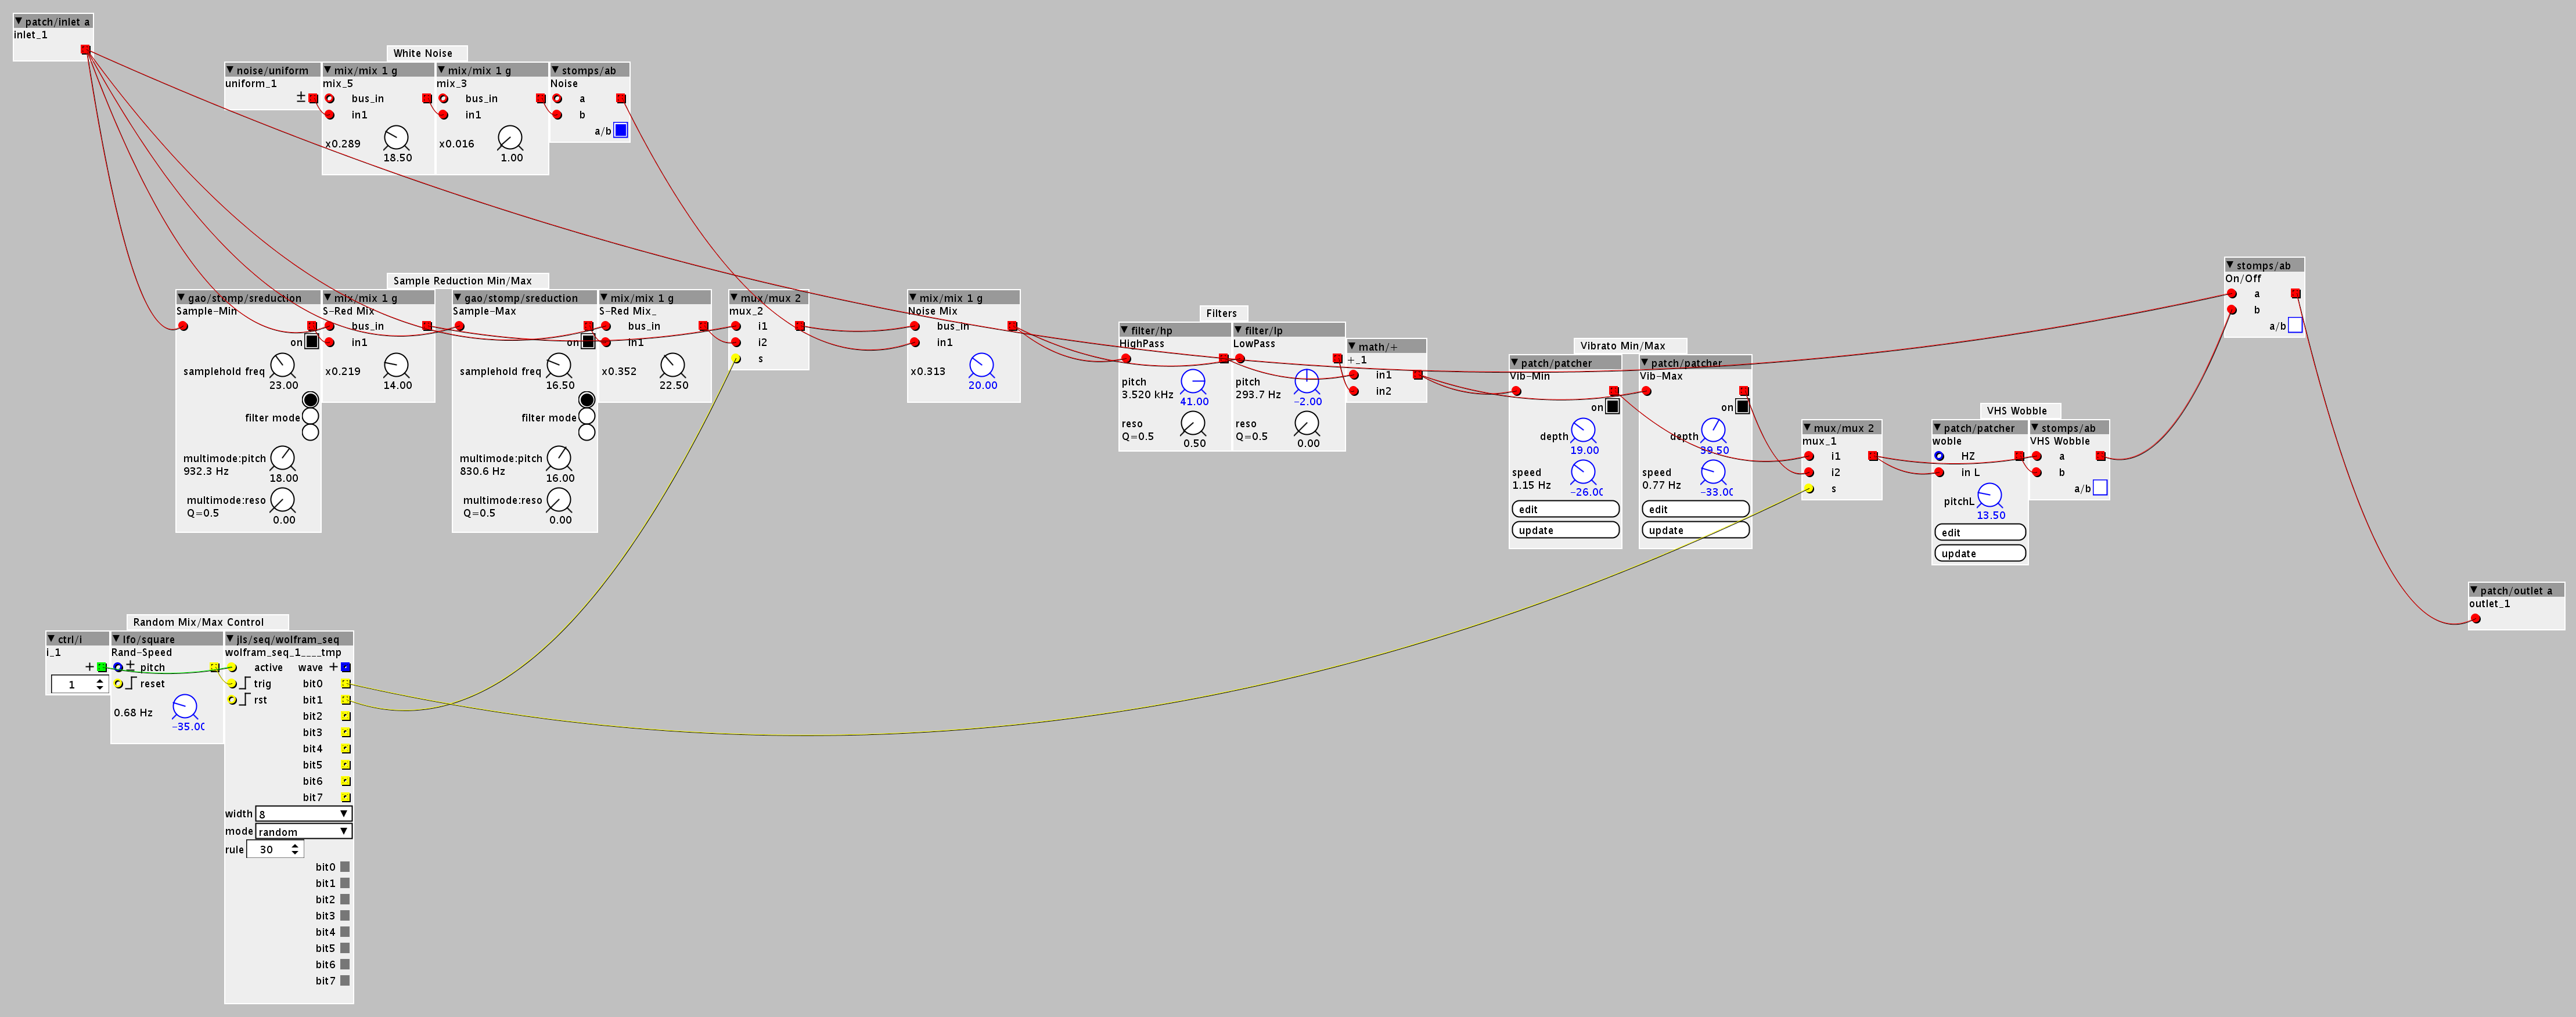 patch/inlet a
inlet_1
White Noise
noise/uniform
uniform_1
±
mix/mix 1 g
mix_5
bus_in
in1
x0.289
18.50
mix/mix 1 g
mix_3
bus_in
in1
x0.016
1.00
stomps/ab
Noise
a
b
a/b
Sample Reduction Min/Max
gao/stomp/sreduction
Sample-Min
on
samplehold freq
23.00
filter mode
multimode:pitch
932.3 Hz
18.00
multimode:reso
Q=0.5
0.00
mix/mix 1 g
S-Red Mix
bus_in
in1
x0.219
14.00
gao/stomp/sreduction
Sample-Max
on
samplehold freq
16.50
filter mode
multimode:pitch
830.6 Hz
16.00
multimode:reso
Q=0.5
0.00
mix/mix 1 g
S-Red Mix_
bus_in
in1
x0.352
22.50
mux/mux 2
mux_2
i1
i2
s
mix/mix 1 g
Noise Mix
bus_in
in1
x0.313
20.00
Filters
filter/hp
HighPass
pitch
3.520 kHz
41.00
reso
Q=0.5
0.50
filter/lp
LowPass
pitch
293.7 Hz
-2.00
reso
Q=0.5
0.00
math/+
+_1
in1
in2
Vibrato Min/Max
patch/patcher
Vib-Min
on
depth
19.00
speed
1.15 Hz
-26.00
edit
update
patch/patcher
Vib-Max
on
depth
39.50
speed
0.77 Hz
-33.00
edit
update
mux/mux 2
mux_1
i1
i2
s
VHS Wobble
patch/patcher
woble
HZ
in L
pitchL
13.50
edit
update
stomps/ab
VHS Wobble
a
b
a/b
stomps/ab
On/Off
a
b
a/b
patch/outlet a
outlet_1
Random Mix/Max Control
ctrl/i
i_1
+
1
lfo/square
Rand-Speed
± pitch
reset
0.68 Hz
-35.00
jls/seq/wolfram_seq
wolfram_seq_1____tmp
active wave +
trig bit0
rst bit1
bit2
bit3
bit4
bit5
bit6
bit7
width 8
mode random
rule 30
bit0
bit1
bit2
bit3
bit4
bit5
bit6
bit7